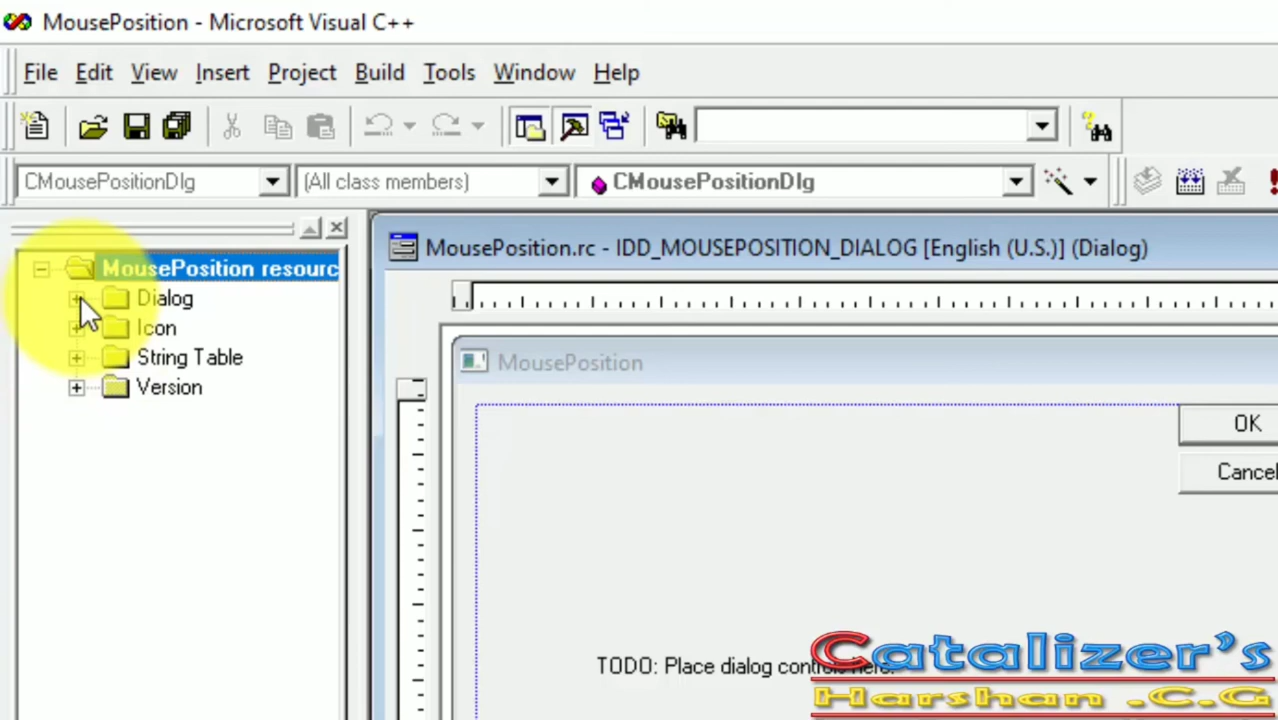 MousePosition - Microsoft Visual C++
File Edit View Insert Project Build Tools Window Help
CMousePositionDlg (All class members) CMousePositionDlg
MousePosition resourc
Dialog
Icon
String Table
Version
MousePosition.rc - IDD_MOUSEPOSITION_DIALOG [English (U.S.)] (Dialog)
MousePosition
OK
Cancel
TODO: Place dialog controls here.
Catalizer's
Harshan .C.G